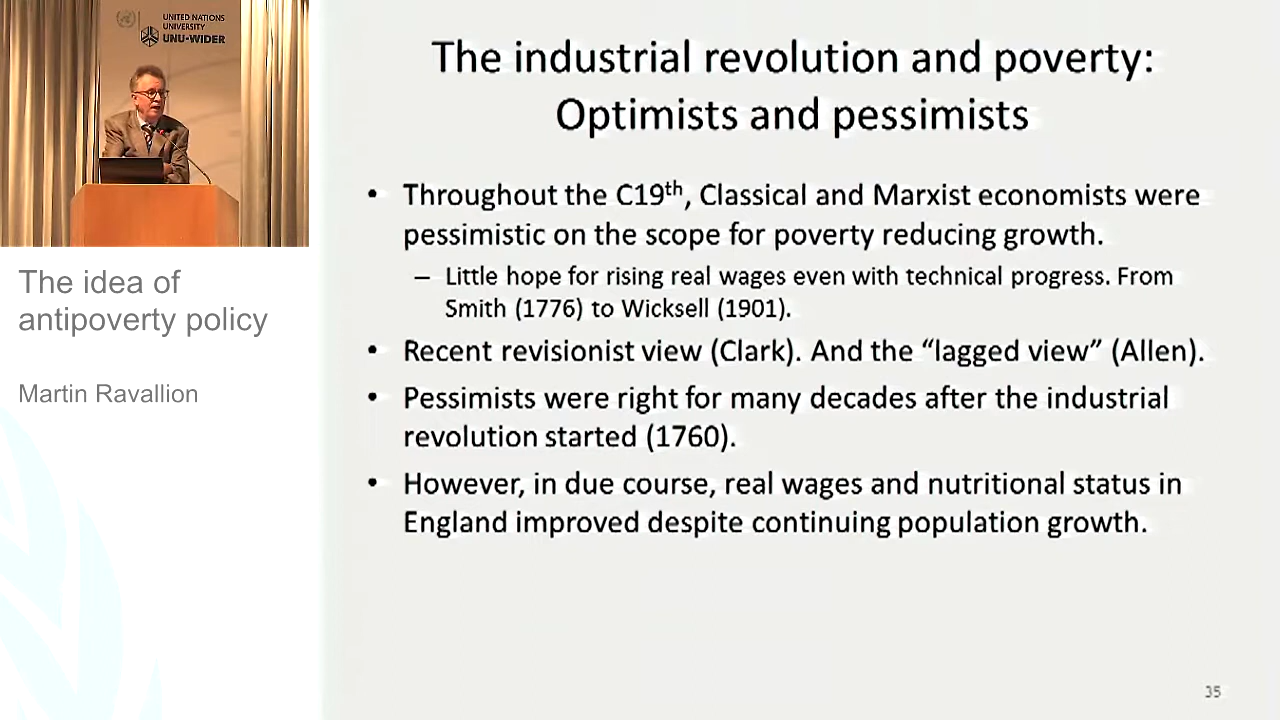 UNITED NATIONS
UNIVERSITY
UNU-WIDER
The idea of
antipoverty policy
Martin Ravallion
The industrial revolution and poverty:
Optimists and pessimists
• Throughout the C19th, Classical and Marxist economists were
pessimistic on the scope for poverty reducing growth.
– Little hope for rising real wages even with technical progress. From
Smith (1776) to Wicksell (1901).
• Recent revisionist view (Clark). And the “lagged view” (Allen).
• Pessimists were right for many decades after the industrial
revolution started (1760).
• However, in due course, real wages and nutritional status in
England improved despite continuing population growth.
35